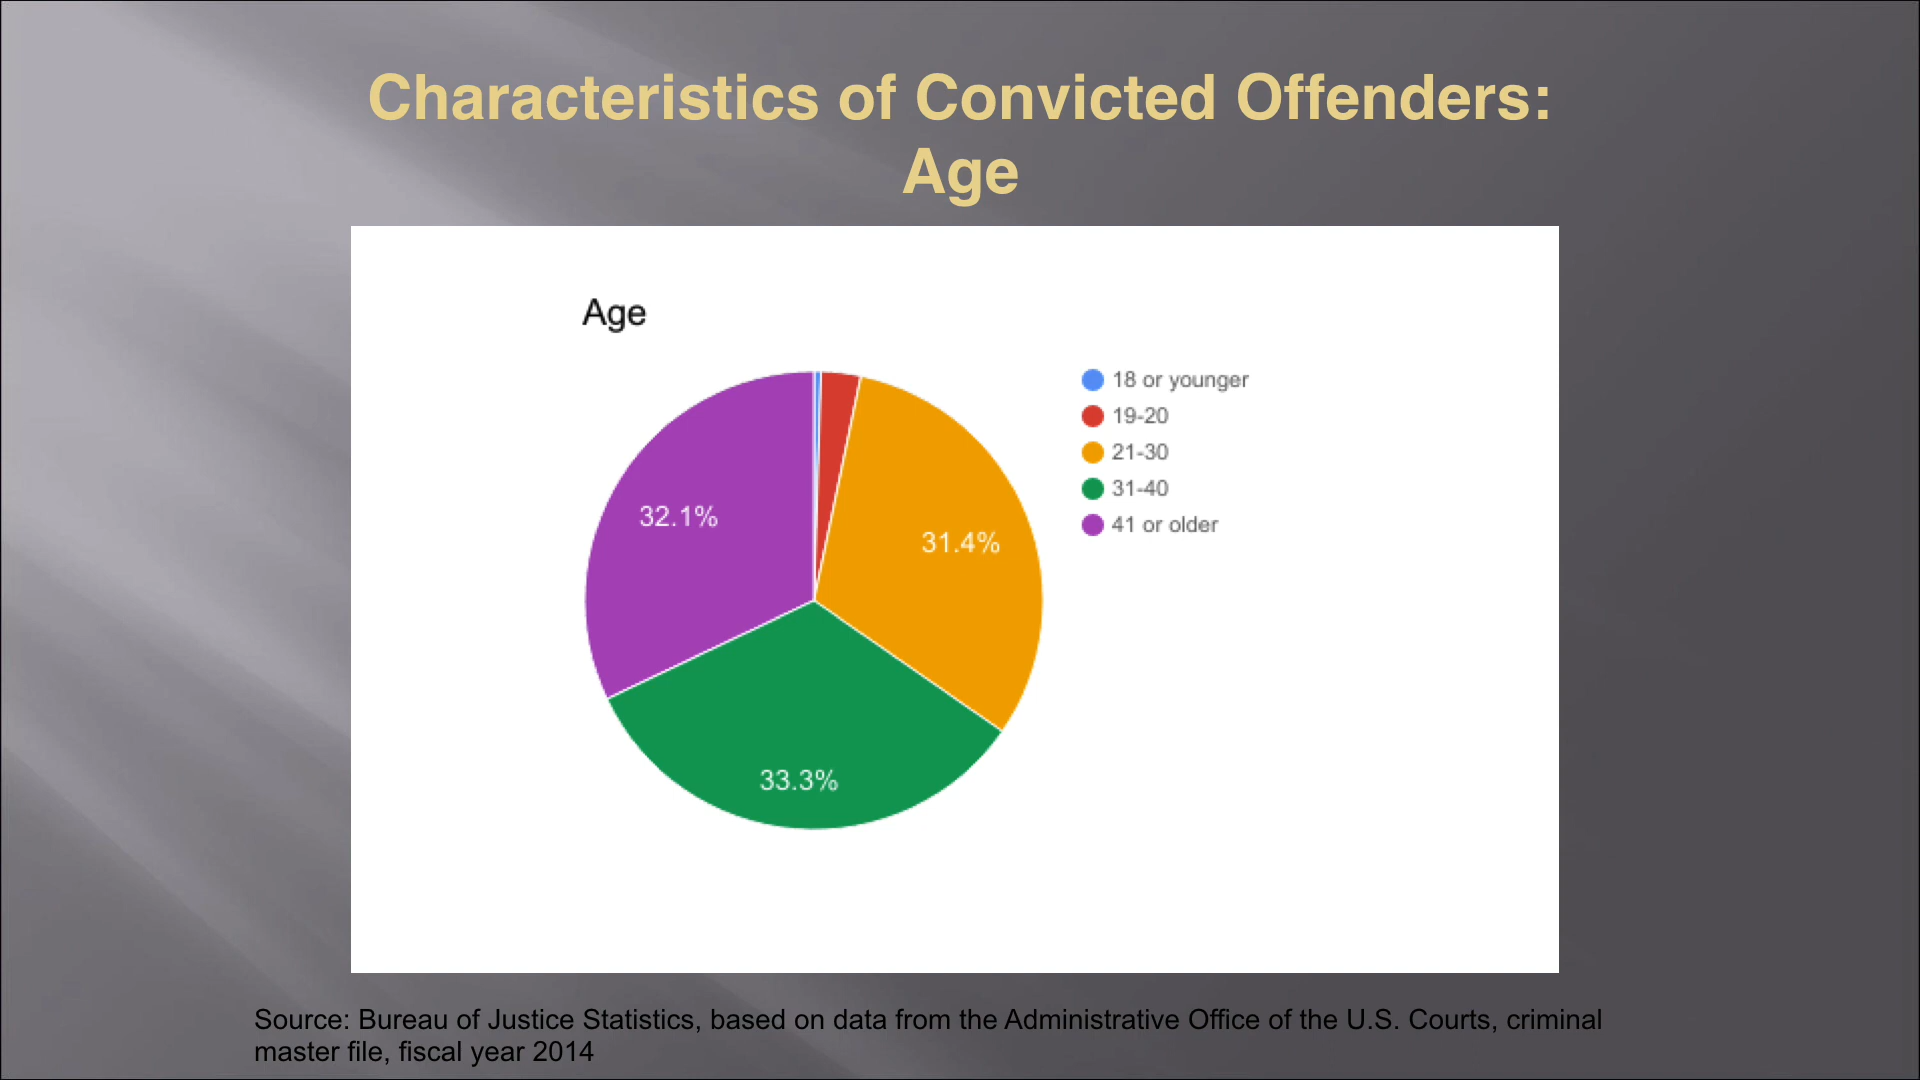 Characteristics of Convicted Offenders:
Age
Age
18 or younger
19-20
21-30
31-40
41 or older
32.1%
31.4%
33.3%
Source: Bureau of Justice Statistics, based on data from the Administrative Office of the U.S. Courts, criminal
master file, fiscal year 2014